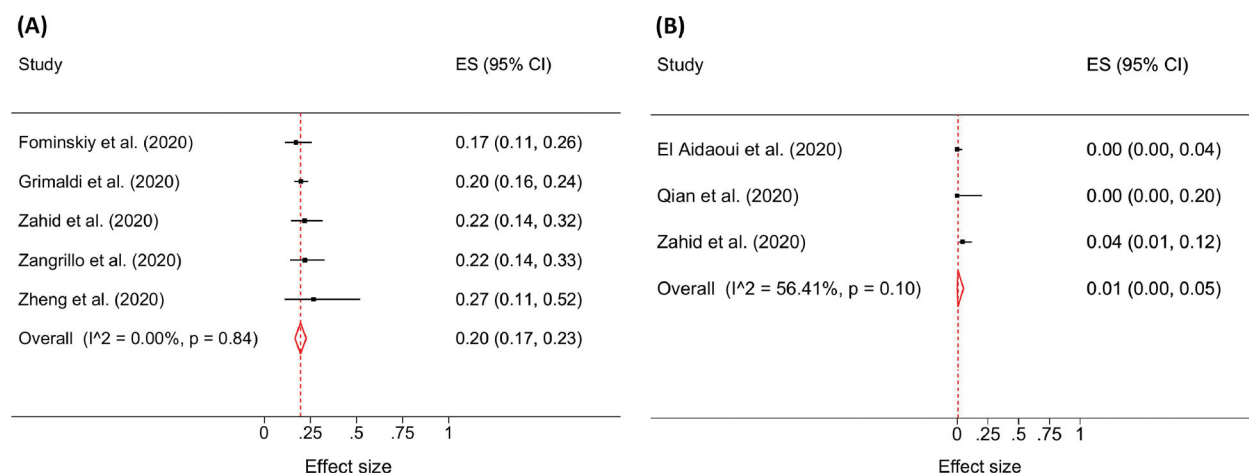 (A)
Study ES (95% CI)
Fominskiy et al. (2020) 0.17 (0.11, 0.26)
Grimaldi et al. (2020) 0.20 (0.16, 0.24)
Zahid et al. (2020) 0.22 (0.14, 0.32)
Zangrillo et al. (2020) 0.22 (0.14, 0.33)
Zheng et al. (2020) 0.27 (0.11, 0.52)
Overall (I^2 = 0.00%, p = 0.84) 0.20 (0.17, 0.23)
0 .25 .5 .75 1
Effect size
(B)
Study ES (95% CI)
El Aidaoui et al. (2020) 0.00 (0.00, 0.04)
Qian et al. (2020) 0.00 (0.00, 0.20)
Zahid et al. (2020) 0.04 (0.01, 0.12)
Overall (I^2 = 56.41%, p = 0.10) 0.01 (0.00, 0.05)
0 .25 .5 .75 1
Effect size